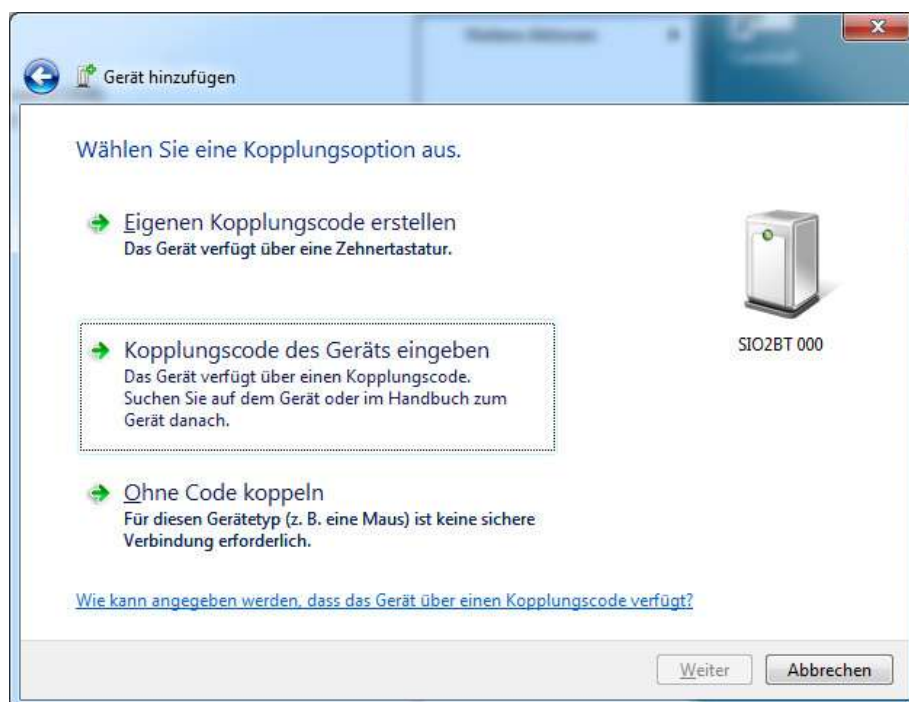 Gerät hinzufügen
Wählen Sie eine Kopplungsoption aus.
Eigenen Kopplungscode erstellen
Das Gerät verfügt über eine Zehnertastatur.
Kopplungscode des Geräts eingeben
Das Gerät verfügt über einen Kopplungscode.
Suchen Sie auf dem Gerät oder im Handbuch zum
Gerät danach.
SIO2BT 000
Ohne Code koppeln
Für diesen Gerätetyp (z. B. eine Maus) ist keine sichere
Verbindung erforderlich.
Wie kann angegeben werden, dass das Gerät über einen Kopplungscode verfügt?
Weiter
Abbrechen